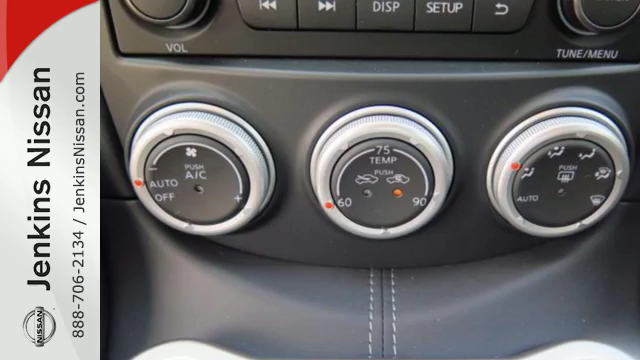 Jenkins Nissan
888-706-2134 / JenkinsNissan.com
NISSAN
DISP
SETUP
VOL
TUNE/MENU
PUSH
A/C
AUTO
OFF
- +
75
TEMP
PUSH
60 90
PUSH
AUTO